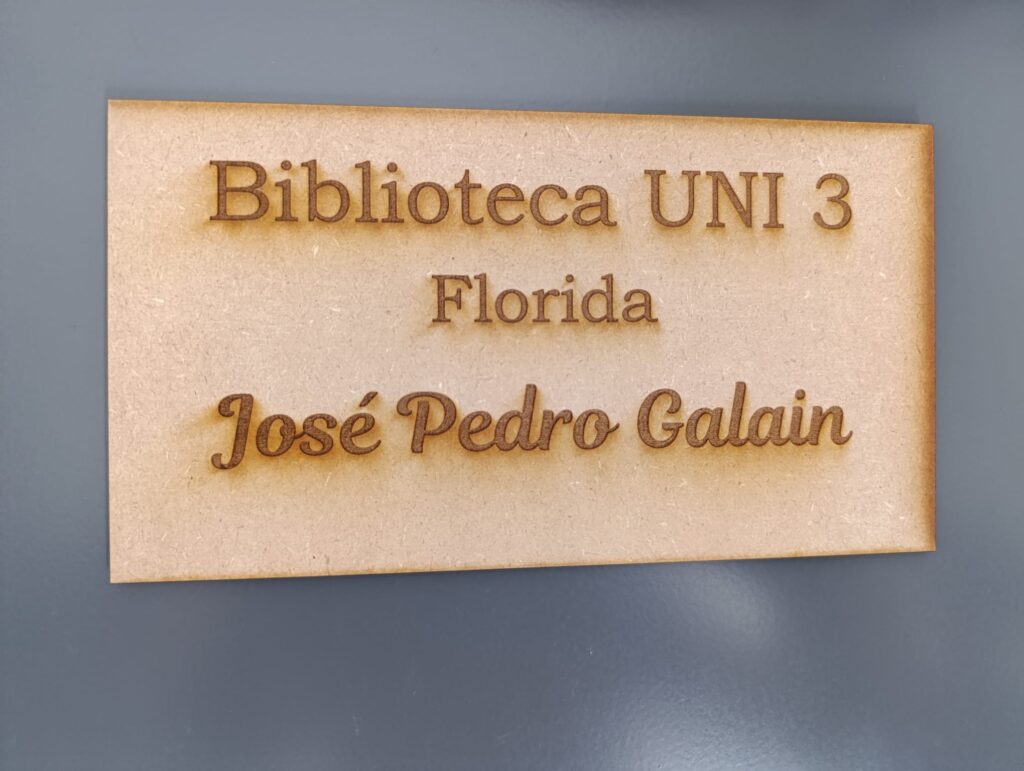 Biblioteca UNI 3
Florida
José Pedro Galain